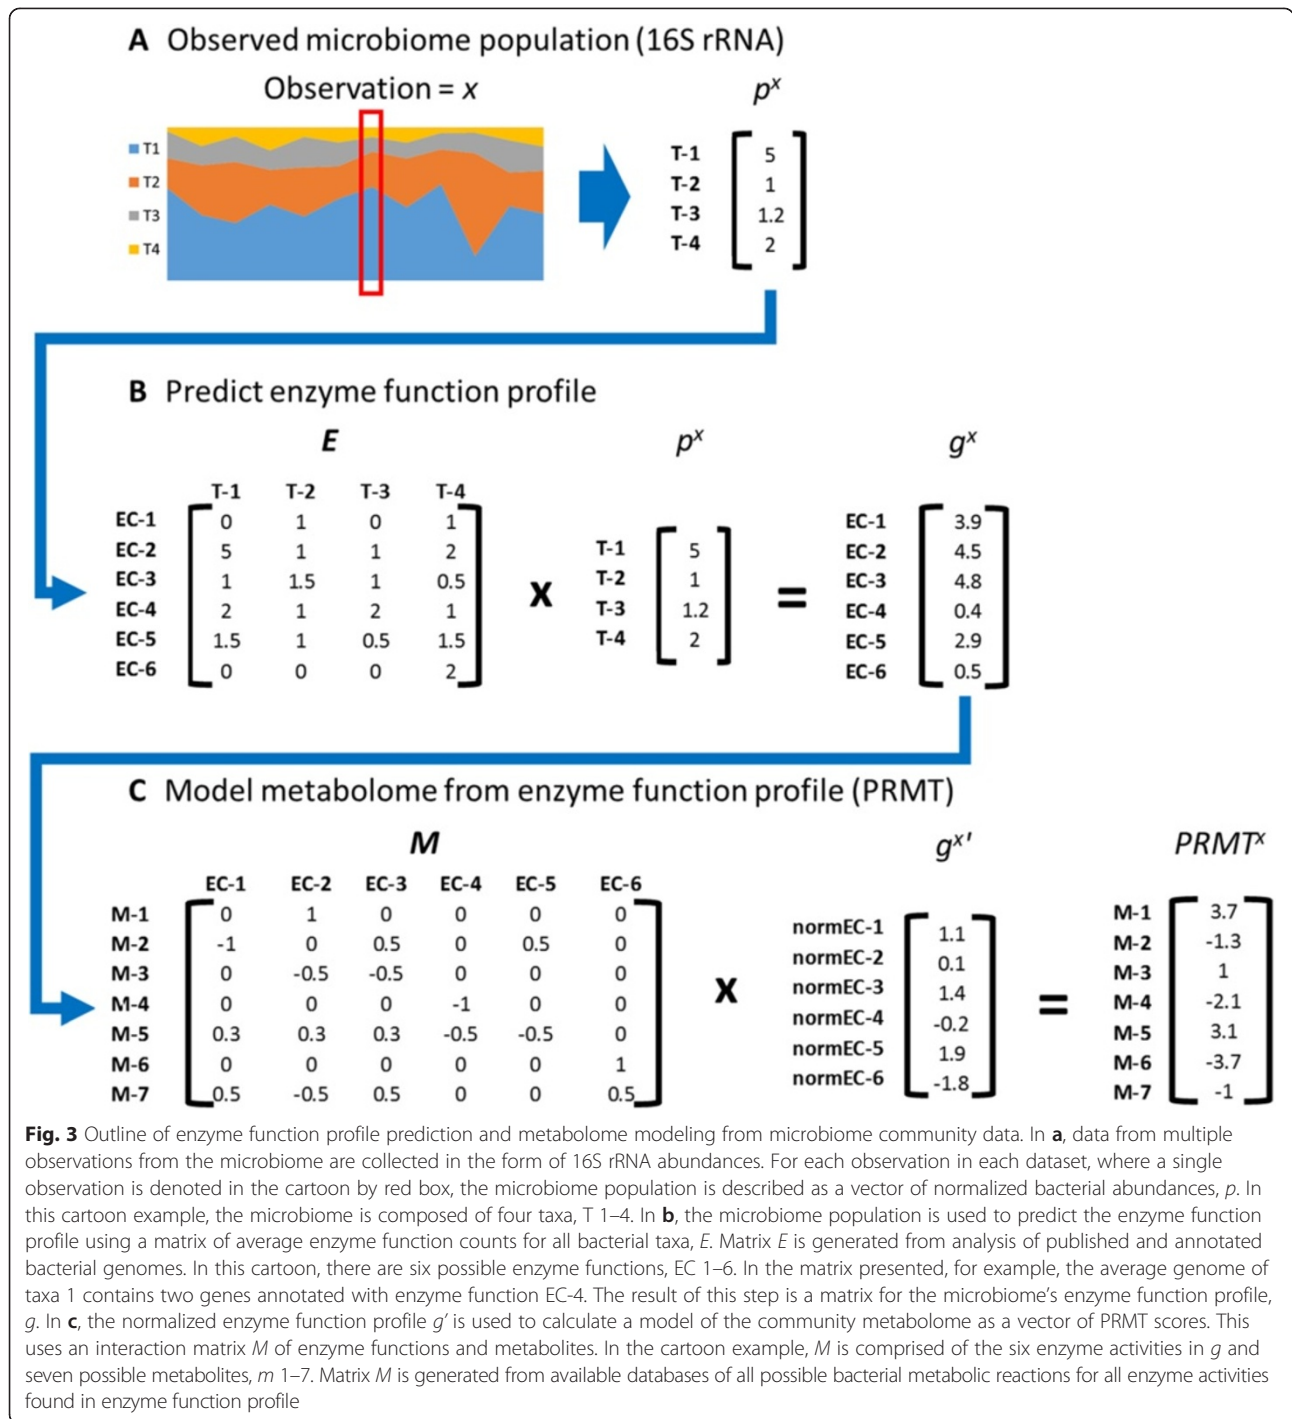 A Observed microbiome population (16S rRNA)
Observation = x
pˣ
T1
T2
T3
T4
T-1 5
T-2 1
T-3 1.2
T-4 2
B Predict enzyme function profile
E
pˣ
gˣ
T-1 T-2 T-3 T-4
EC-1 0 1 0 1
EC-2 5 1 1 2
EC-3 1 1.5 1 0.5
EC-4 2 1 2 1
EC-5 1.5 1 0.5 1.5
EC-6 0 0 0 2
x
T-1 5
T-2 1
T-3 1.2
T-4 2
=
EC-1 3.9
EC-2 4.5
EC-3 4.8
EC-4 0.4
EC-5 2.9
EC-6 0.5
C Model metabolome from enzyme function profile (PRMT)
M
gˣ'
PRMTˣ
EC-1 EC-2 EC-3 EC-4 EC-5 EC-6
M-1 0 1 0 0 0 0
M-2 -1 0 0.5 0 0.5 0
M-3 0 -0.5 -0.5 0 0 0
M-4 0 0 0 -1 0 0
M-5 0.3 0.3 0.3 -0.5 -0.5 0
M-6 0 0 0 0 0 1
M-7 0.5 -0.5 0.5 0 0 0.5
x
normEC-1 1.1
normEC-2 0.1
normEC-3 1.4
normEC-4 -0.2
normEC-5 1.9
normEC-6 -1.8
=
M-1 3.7
M-2 -1.3
M-3 1
M-4 -2.1
M-5 3.1
M-6 -3.7
M-7 -1
Fig. 3 Outline of enzyme function profile prediction and metabolome modeling from microbiome community data. In a, data from multiple
observations from the microbiome are collected in the form of 16S rRNA abundances. For each observation in each dataset, where a single
observation is denoted in the cartoon by red box, the microbiome population is described as a vector of normalized bacterial abundances, p. In
this cartoon example, the microbiome is composed of four taxa, T 1–4. In b, the microbiome population is used to predict the enzyme function
profile using a matrix of average enzyme function counts for all bacterial taxa, E. Matrix E is generated from analysis of published and annotated
bacterial genomes. In this cartoon, there are six possible enzyme functions, EC 1–6. In the matrix presented, for example, the average genome of
taxa 1 contains two genes annotated with enzyme function EC-4. The result of this step is a matrix for the microbiome's enzyme function profile,
g. In c, the normalized enzyme function profile g' is used to calculate a model of the community metabolome as a vector of PRMT scores. This
uses an interaction matrix M of enzyme functions and metabolites. In the cartoon example, M is comprised of the six enzyme activities in g and
seven possible metabolites, m 1–7. Matrix M is generated from available databases of all possible bacterial metabolic reactions for all enzyme activities
found in enzyme function profile